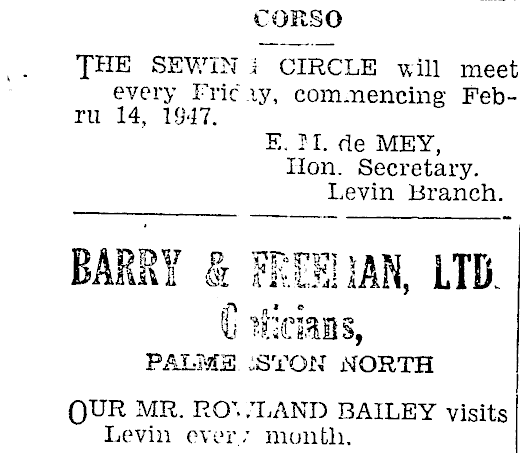 CORSO
THE SEWING CIRCLE will meet
every Friday, commencing Feb-
ru 14, 1947.
E. M. de MEY,
Hon. Secretary.
Levin Branch.
BARRY & FREEMAN, LTD.
Opticians,
PALMERSTON NORTH
OUR MR. ROWLAND BAILEY visits
Levin every month.